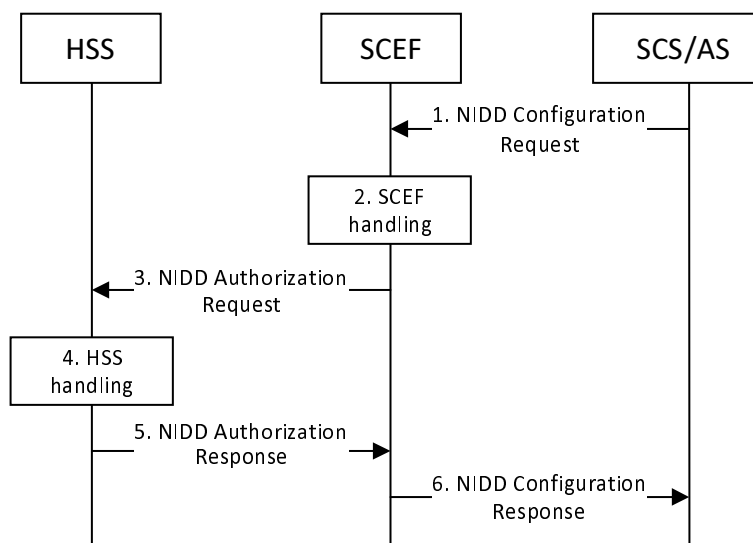 HSS
SCEF
SCS/AS
1. NIDD Configuration
Request
2. SCEF
handling
3. NIDD Authorization
Request
4. HSS
handling
5. NIDD Authorization
Response
6. NIDD Configuration
Response